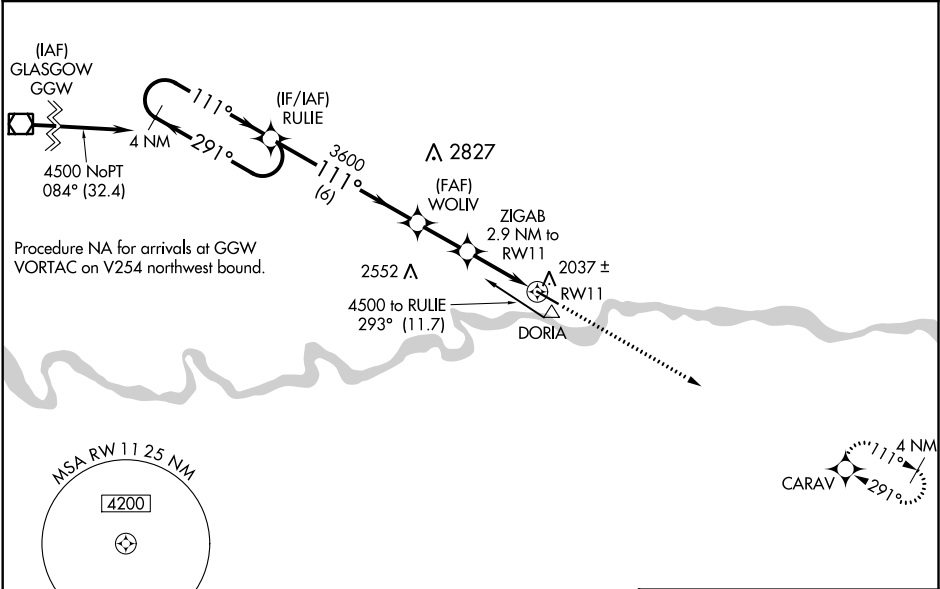 (IAF)
GLASGOW
GGW
4500 NoPT
084° (32.4)
4 NM
111°
291°
(IF/IAF)
RULIE
3600
111°
(6)
2827
(FAF)
WOLIV
ZIGAB
2.9 NM to
RW11
2552
2037 ±
RW11
4500 to RULIE
293° (11.7)
DORIA
Procedure NA for arrivals at GGW
VORTAC on V254 northwest bound.
MSA RW 11 25 NM
4200
CARAV
111°
4 NM
291°